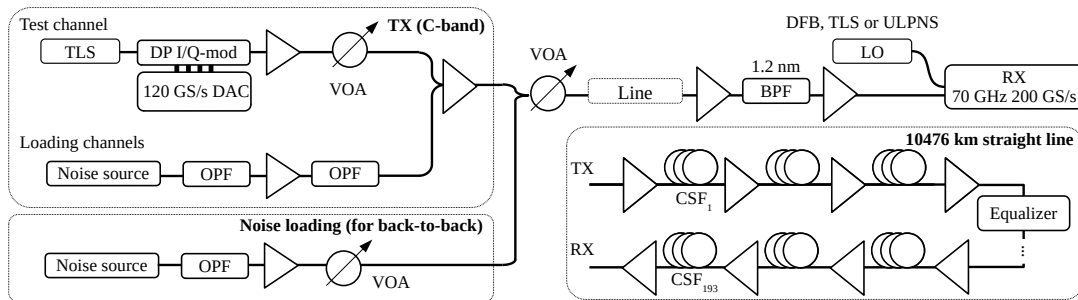 Test channel
TX (C-band)
TLS
DP I/Q-mod
120 GS/s DAC
VOA
Loading channels
Noise source
OPF
OPF
Noise loading (for back-to-back)
Noise source
OPF
VOA
VOA
Line
1.2 nm
BPF
DFB, TLS or ULPNS
LO
RX
70 GHz 200 GS/s
10476 km straight line
TX
CSF1
Equalizer
RX
CSF193